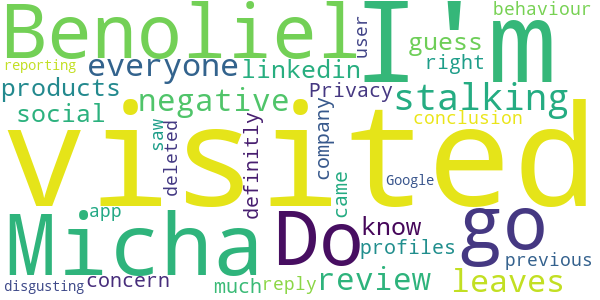 Benoliel I'm behaviour
user guess right
reporting everyone linkedin
products negative Privacy stalking
social conclusion
visited
saw deleted definitly company came Google
Micha Do go
app know
profiles previous
disgusting concern much reply review leaves